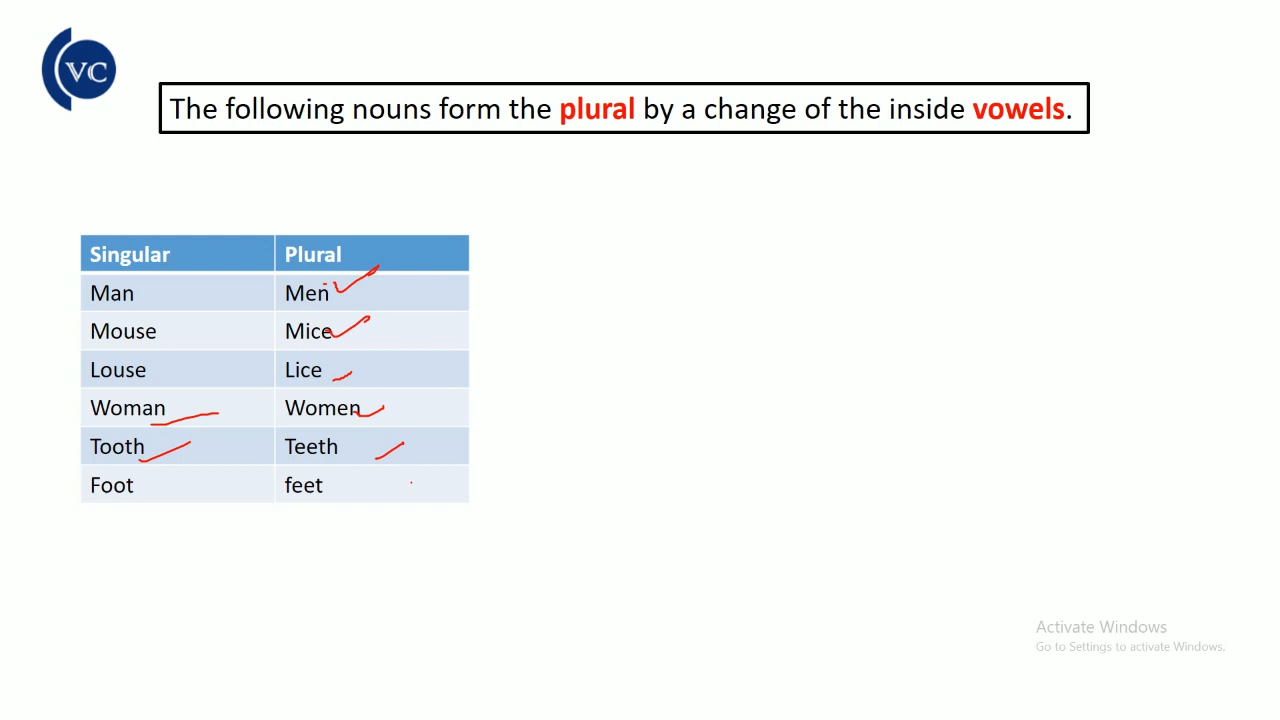 VC
The following nouns form the plural by a change of the inside vowels.
Singular Plural
Man Men
Mouse Mice
Louse Lice
Woman Women
Tooth Teeth
Foot feet
Activate Windows
Go to Settings to activate Windows.